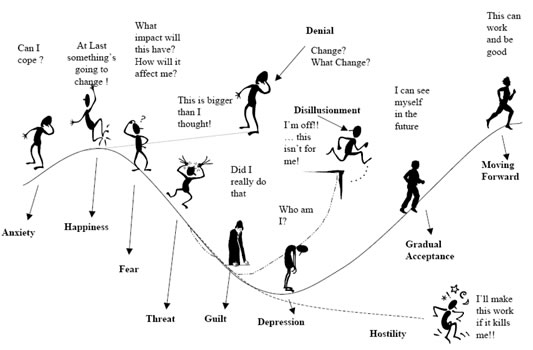 Can I
cope ?
At Last
something's
going to
change !
What
impact will
this have?
How will it
affect me?
This is bigger
than I
thought!
Denial
Change?
What Change?
Disillusionment
I'm off!!
… this
isn't for
me!
Did I
really do
that
Who am
I?
I can see
myself
in the
future
This can
work
and be
good
Anxiety
Happiness
Fear
Threat
Guilt
Depression
Hostility
I'll make
this work
if it kills
me!!
Gradual
Acceptance
Moving
Forward
?